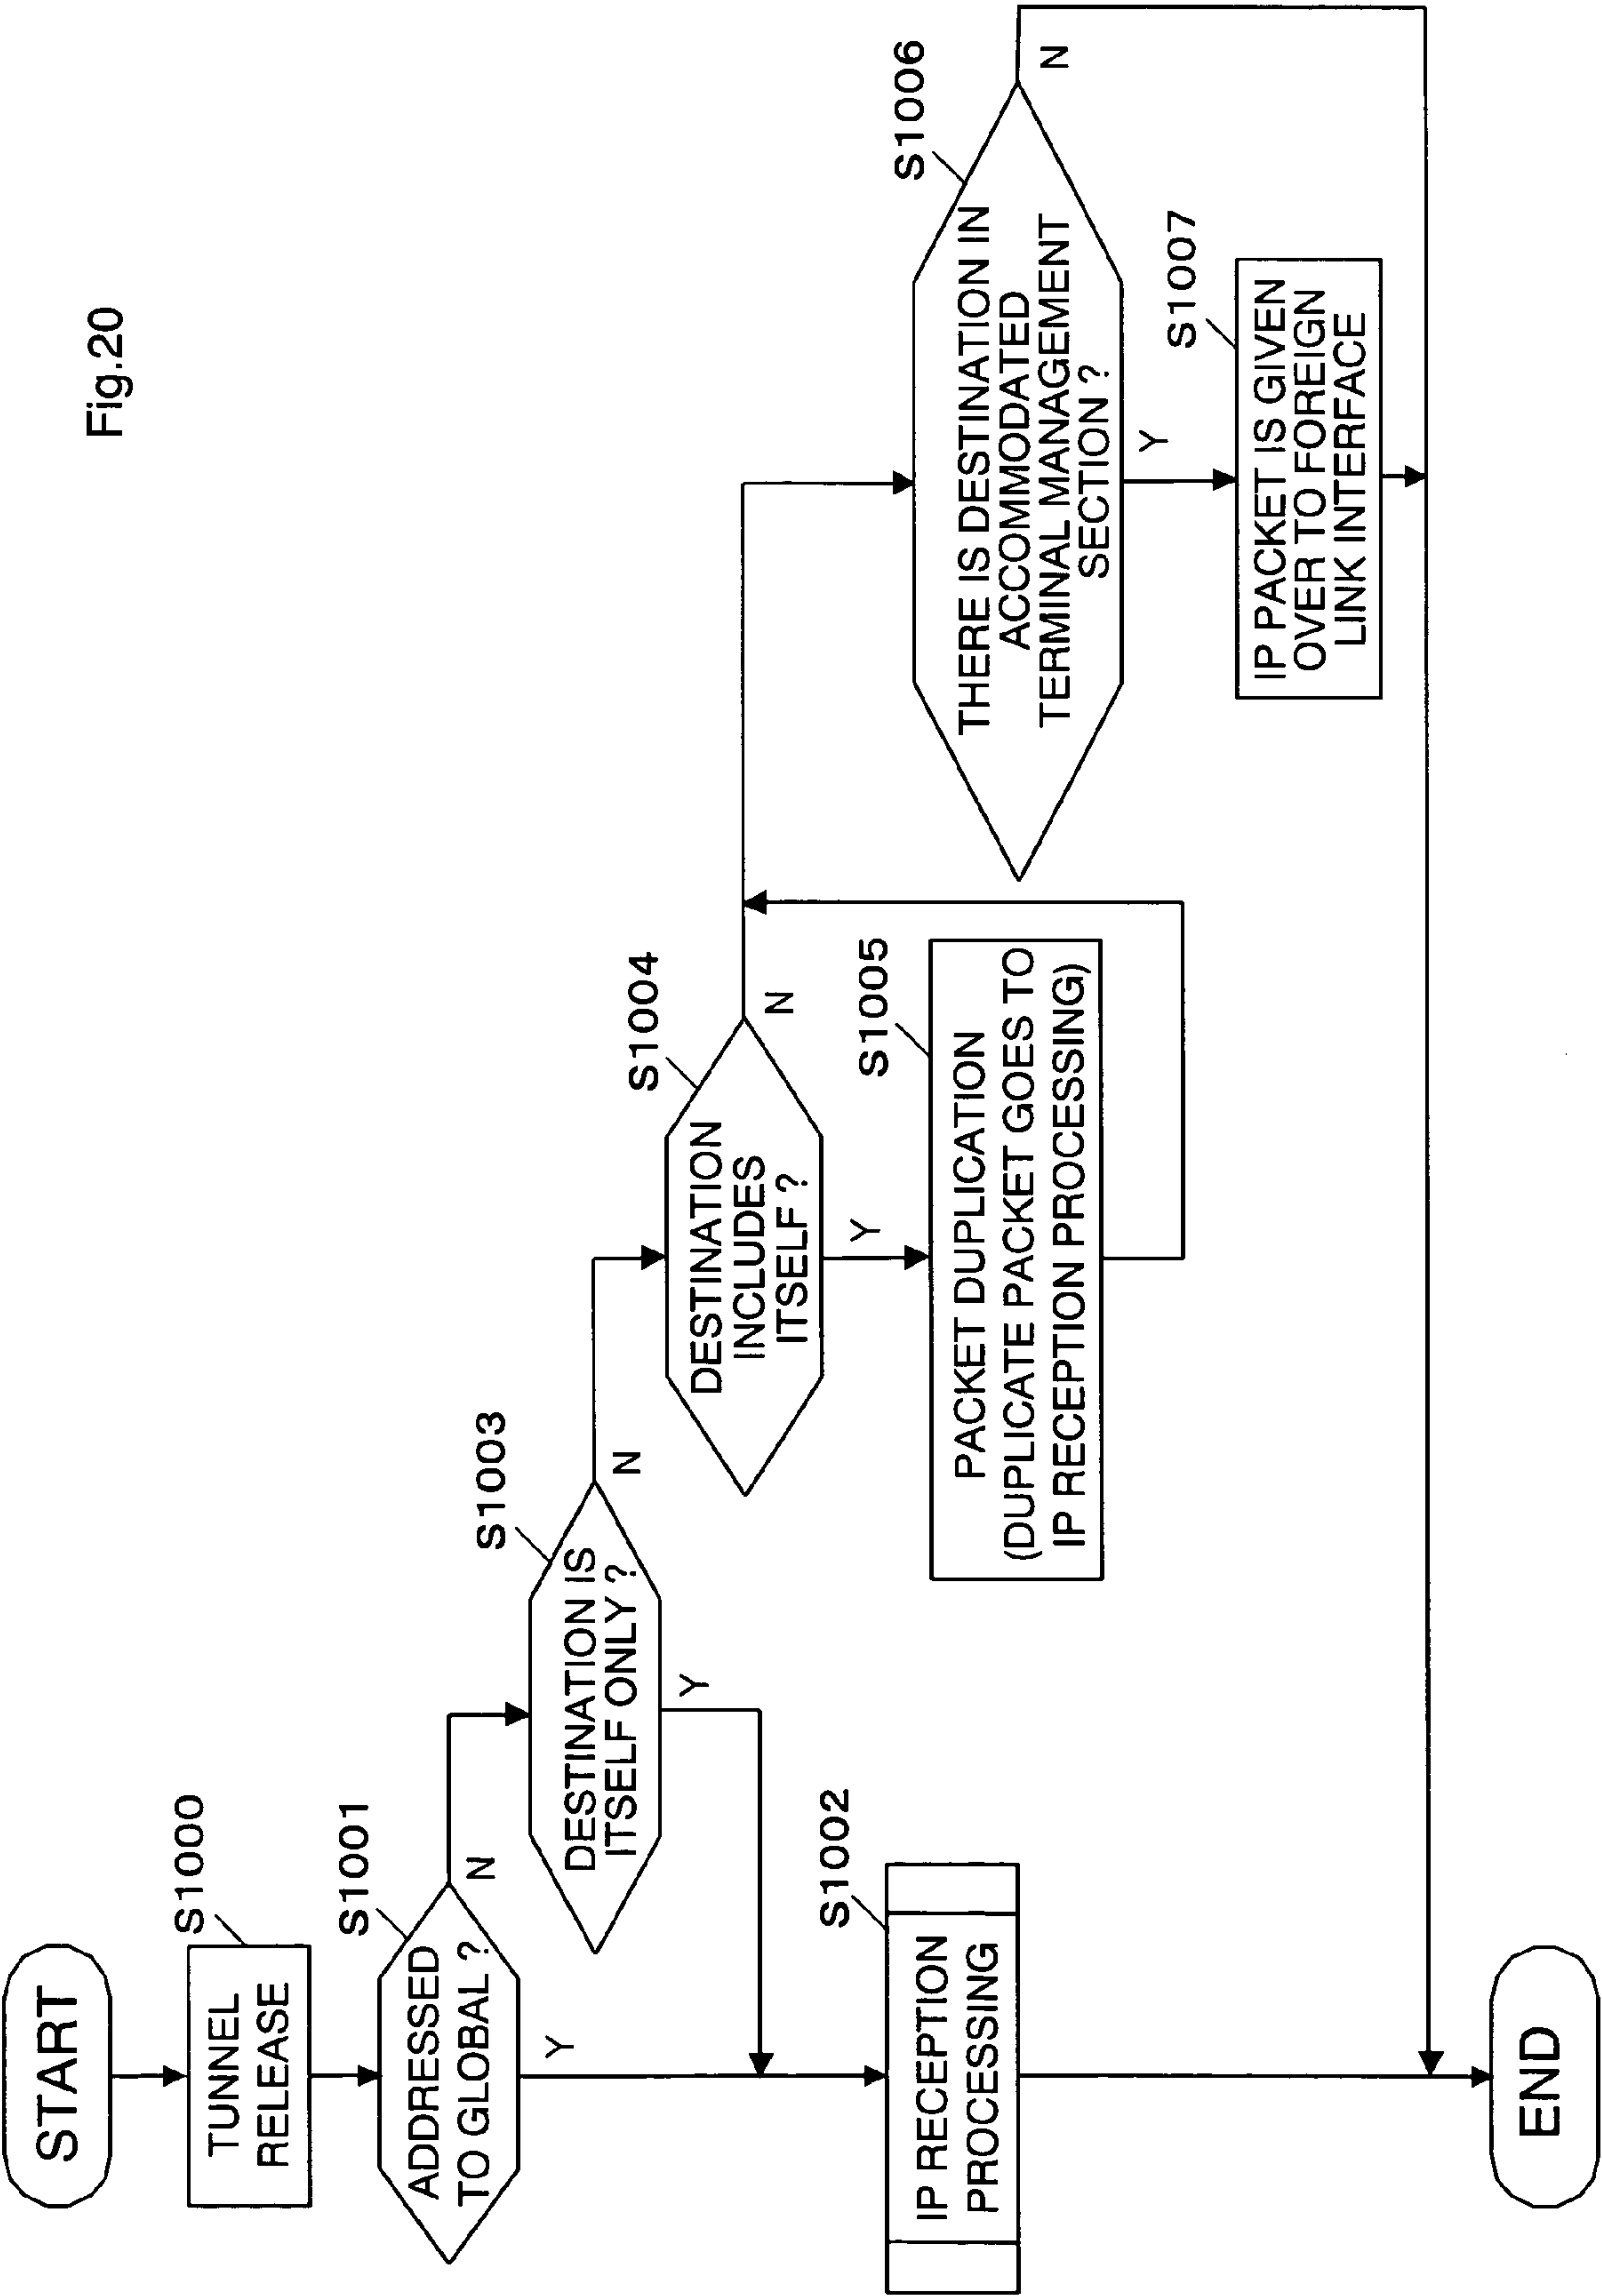 Fig.20
START
S1000
TUNNEL
RELEASE
S1001
ADDRESSED
TO GLOBAL ?
N
Y
S1003
DESTINATION IS
ITSELF ONLY ?
N
Y
S1002
IP RECEPTION
PROCESSING
S1004
DESTINATION
INCLUDES
ITSELF ?
N
Y
S1005
PACKET DUPLICATION
(DUPLICATE PACKET GOES TO
IP RECEPTION PROCESSING)
S1006
THERE IS DESTINATION IN
ACCOMMODATED
TERMINAL MANAGEMENT
SECTION ?
N
Y
S1007
IP PACKET IS GIVEN
OVER TO FOREIGN
LINK INTERFACE
END